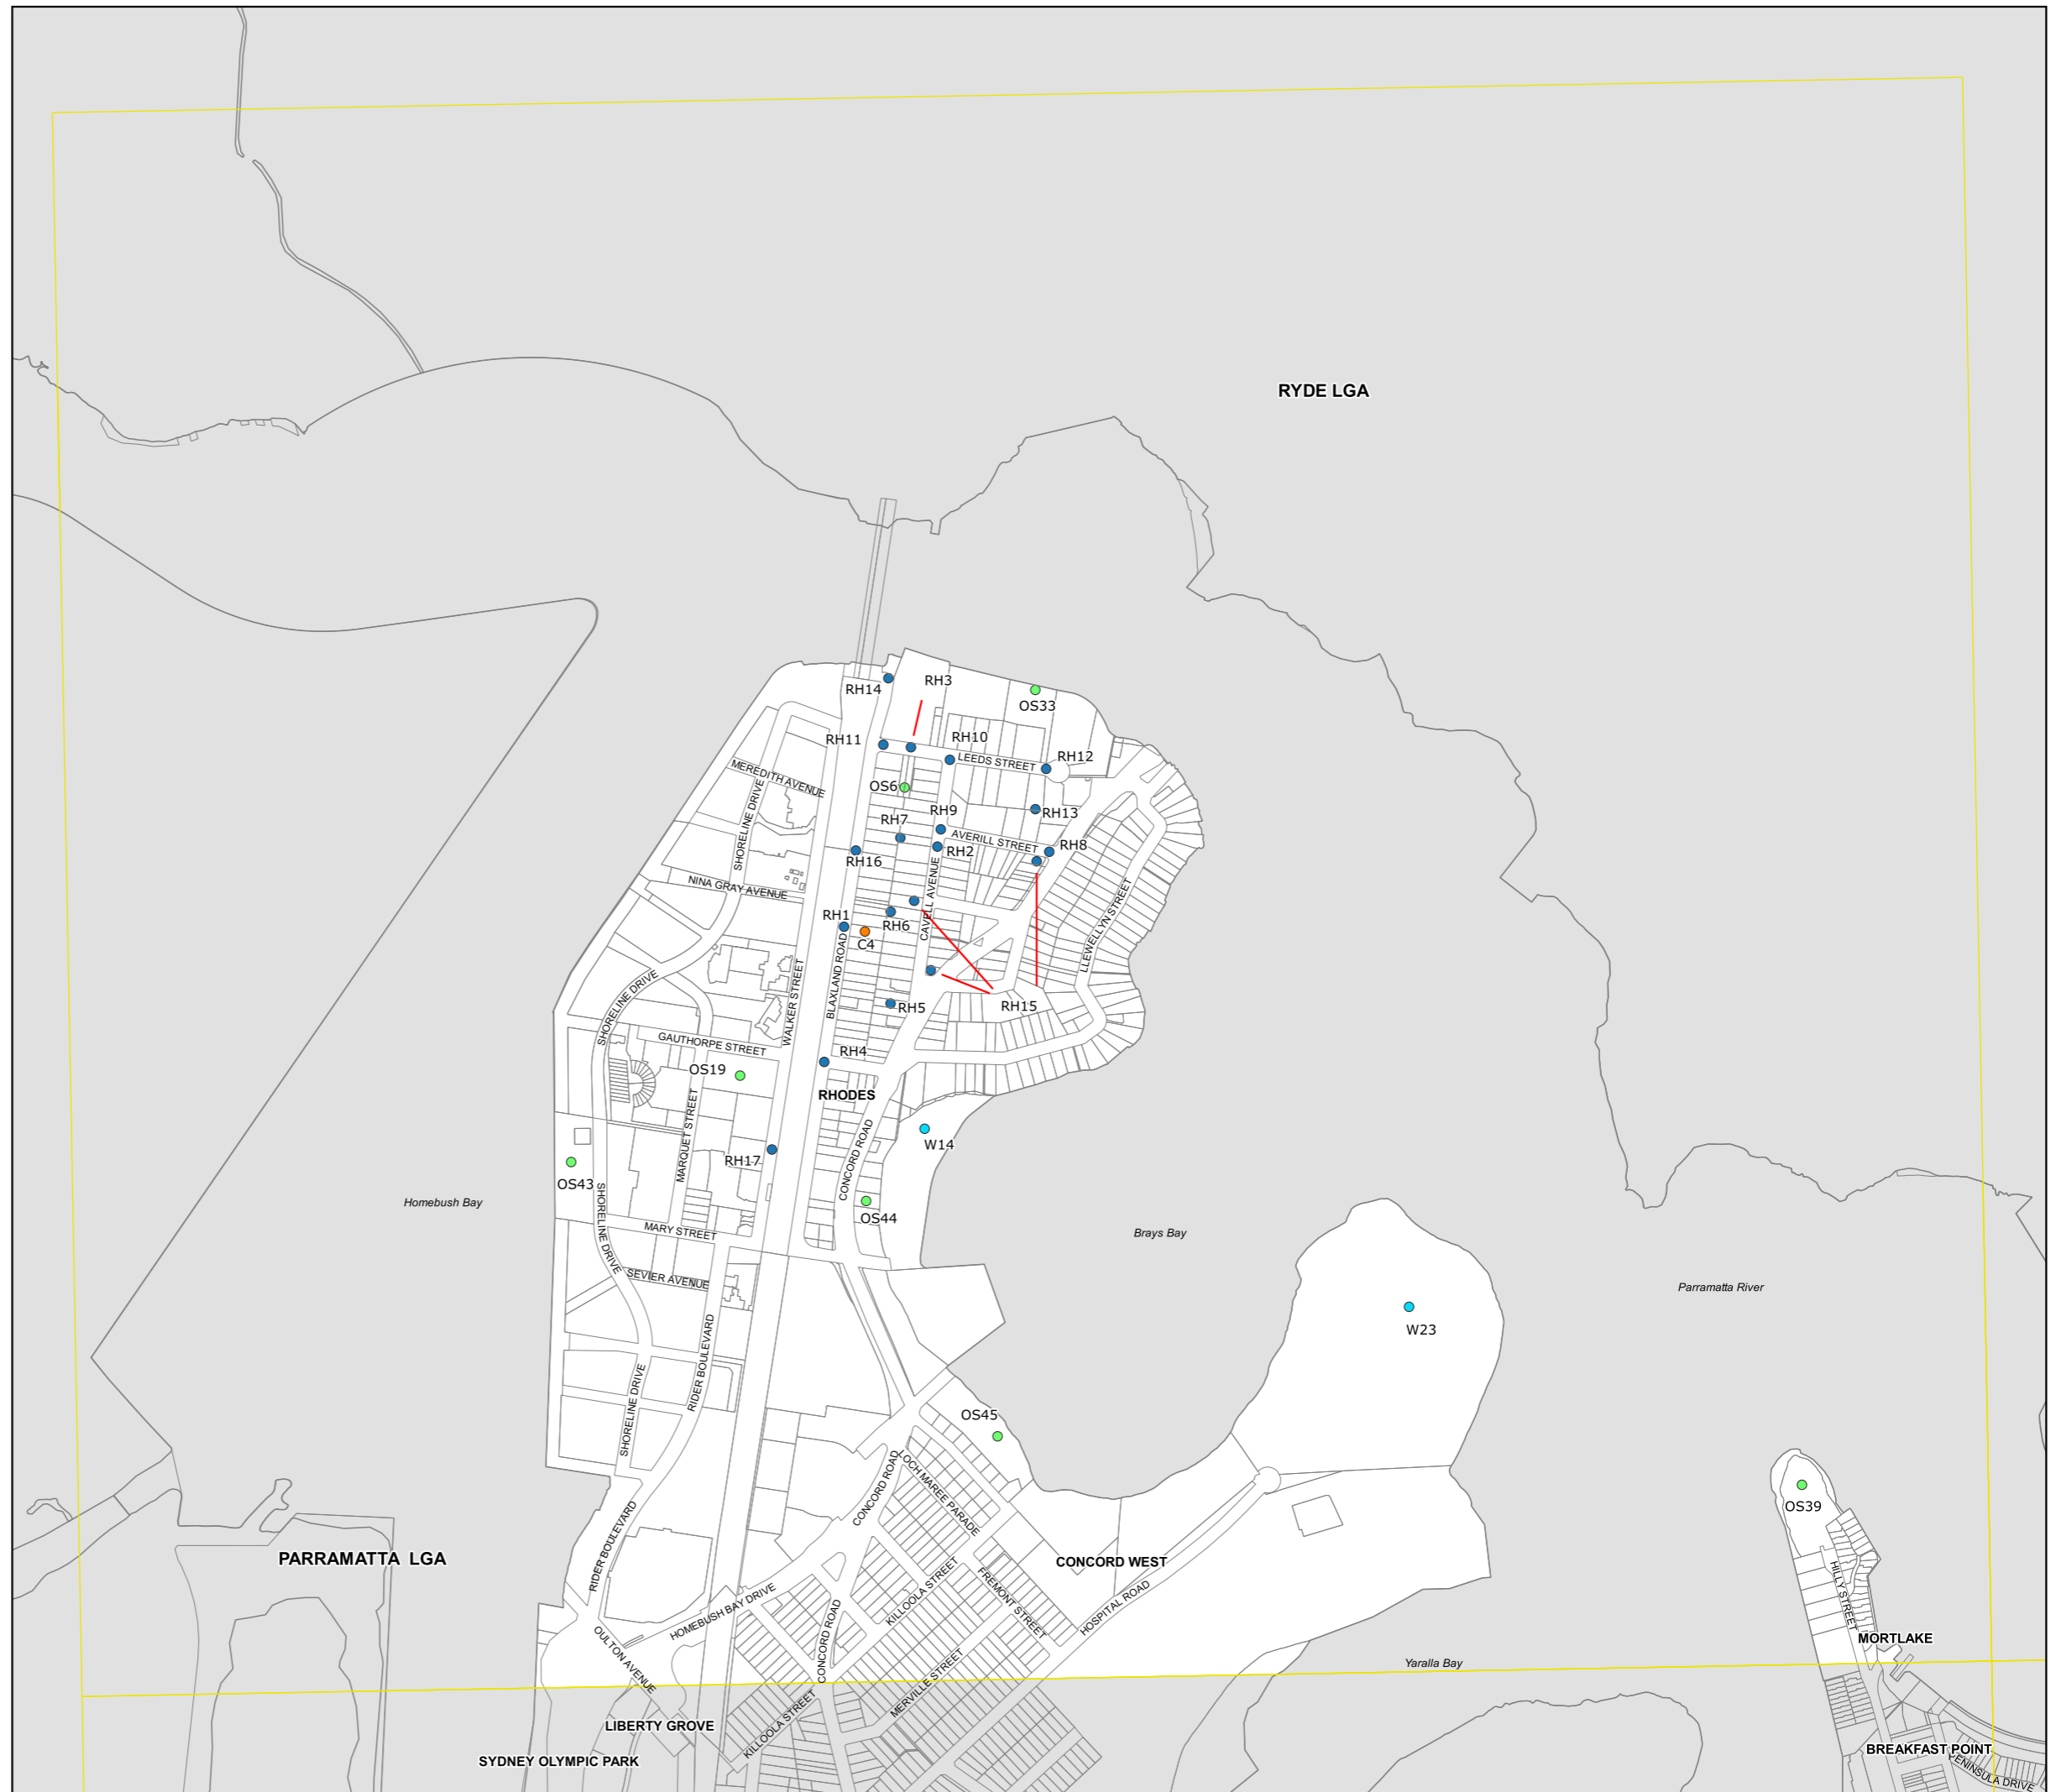 RYDE LGA
RH3
RH14
OS33
RH10
RH11
LEEDS STREET
RH12
MEREDITH AVENUE
OS6
SHORELINE DRIVE
RH9
RH13
RH7
AVERILL STREET
RH8
RH2
RH16
NINA GRAY AVENUE
CAVELL AVENUE
LLEWELLYN STREET
RH1
RH6
C4
BLAXLAND ROAD
WALKER STREET
SHORELINE DRIVE
RH5
RH15
SHORELINE DRIVE
GAUTHORPE STREET
RH4
OS19
RHODES
MARQUET STREET
CONCORD ROAD
W14
RH17
OS43
Homebush Bay
SHORELINE DRIVE
OS44
MARY STREET
Brays Bay
SEVIER AVENUE
Parramatta River
W23
RIDER BOULEVARD
SHORELINE DRIVE
OS45
LOCH MAREE PARADE
CONCORD ROAD
OS39
PARRAMATTA LGA
RIDER BOULEVARD
CONCORD WEST
KILLOOLA STREET
FREMONT STREET
HOSPITAL ROAD
HILLY STREET
HOMEBUSH BAY DRIVE
CONCORD ROAD
OULTON AVENUE
MORTLAKE
Yaralla Bay
MERVILLE STREET
KILLOOLA STREET
LIBERTY GROVE
SYDNEY OLYMPIC PARK
BREAKFAST POINT
PENINSULA DRIVE